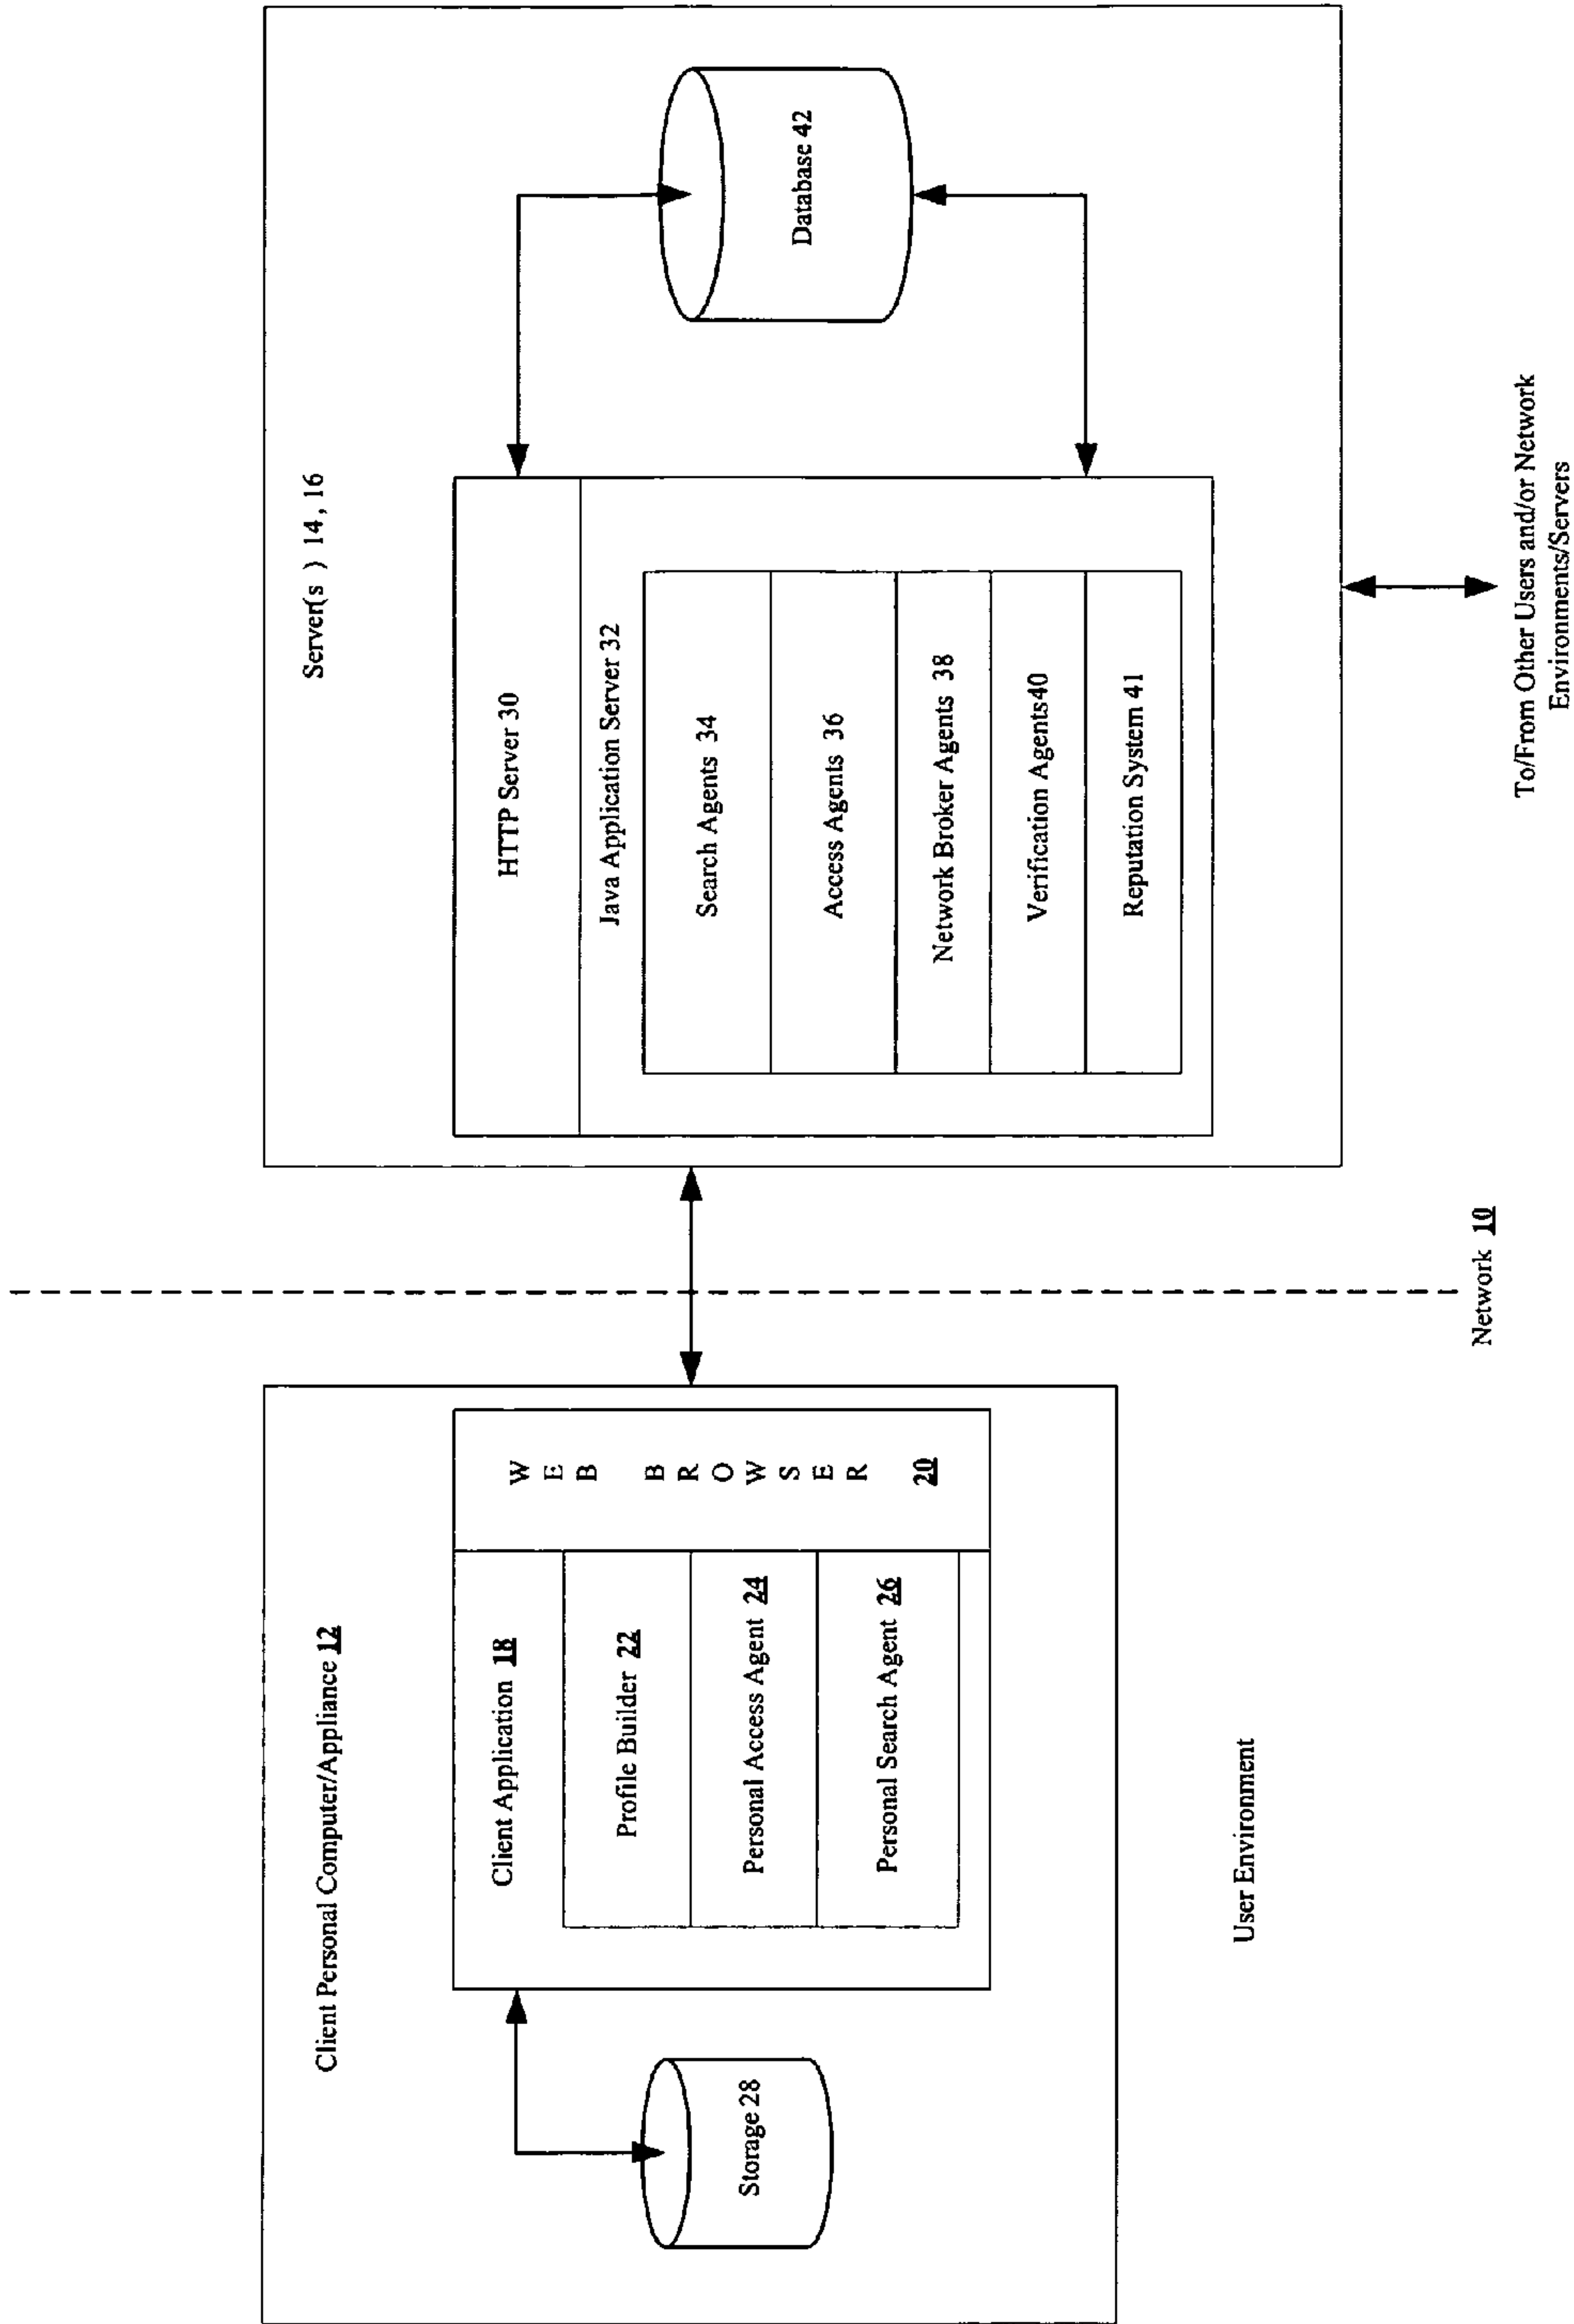 Client Personal Computer/Appliance 12
Client Application 18
Profile Builder 22
Personal Access Agent 24
Personal Search Agent 26
WEB BROWSER 20
Storage 28
User Environment
Network 10
Server(s ) 14, 16
HTTP Server 30
Java Application Server 32
Search Agents 34
Access Agents 36
Network Broker Agents 38
Verification Agents40
Reputation System 41
Database 42
To/From Other Users and/or Network
Environments/Servers